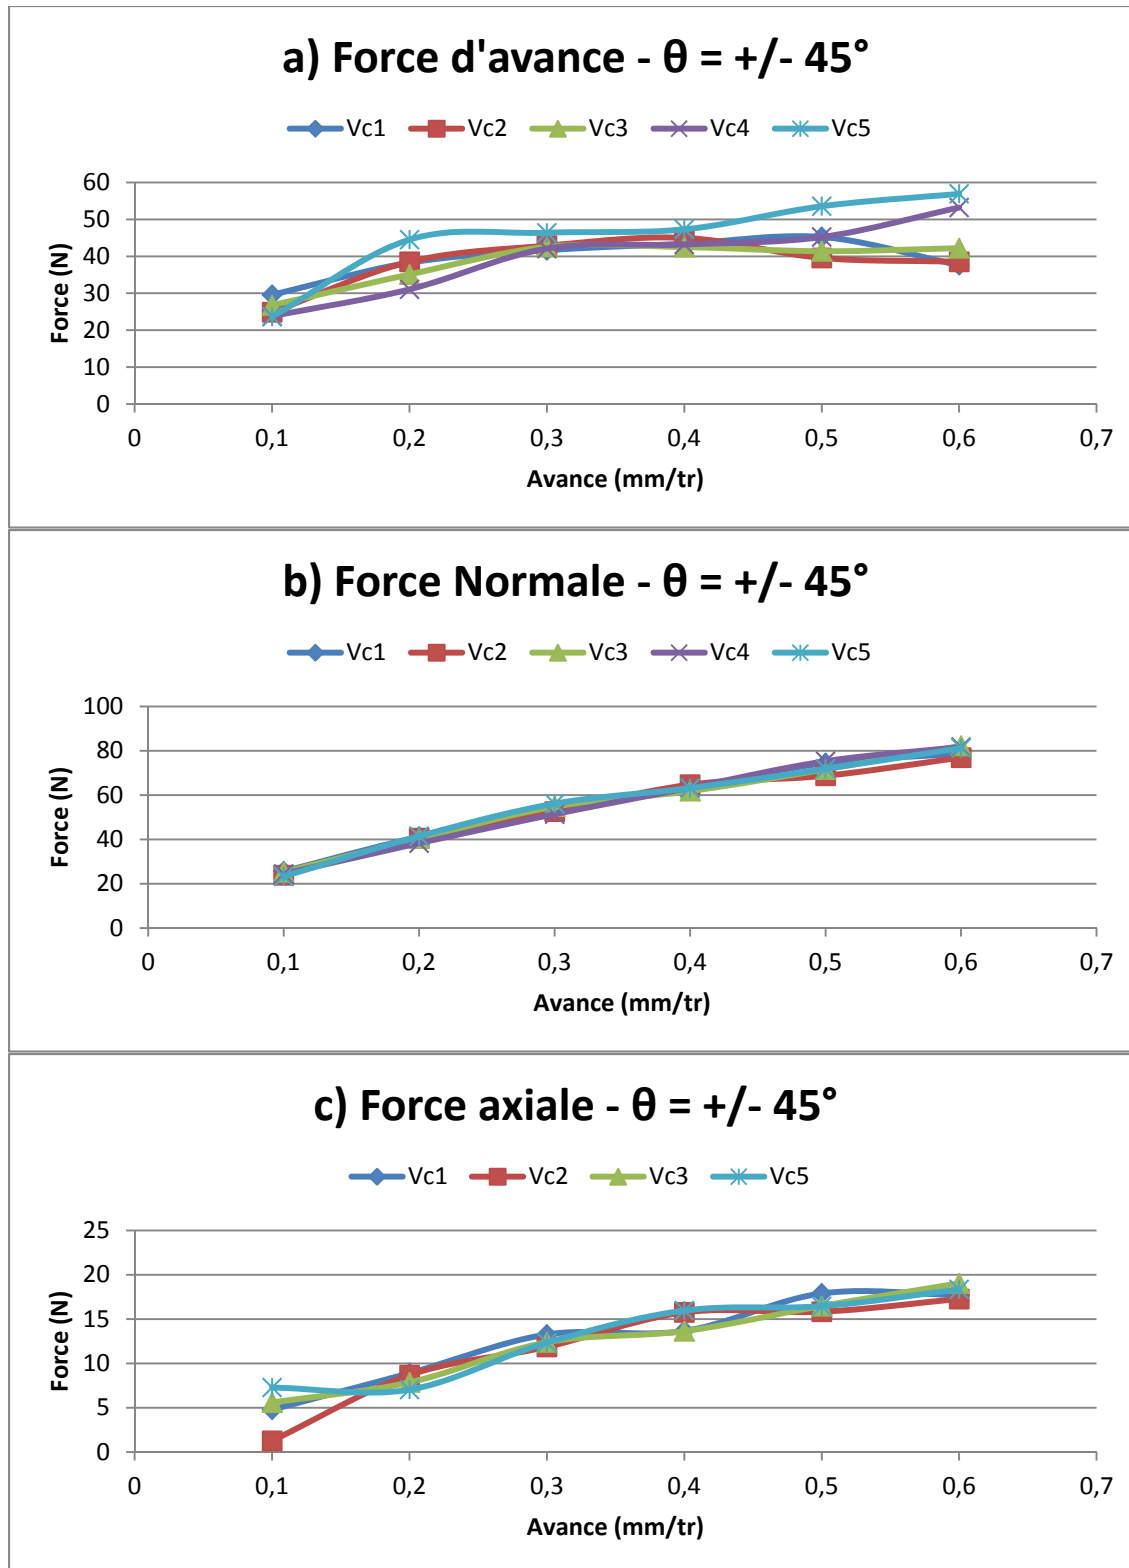 a) Force d'avance - θ = +/- 45°
Vc1 Vc2 Vc3 Vc4 Vc5
60
50
40
30
20
10
0
Force (N)
0 0,1 0,2 0,3 0,4 0,5 0,6 0,7
Avance (mm/tr)
b) Force Normale - θ = +/- 45°
Vc1 Vc2 Vc3 Vc4 Vc5
100
80
60
40
20
0
Force (N)
0 0,1 0,2 0,3 0,4 0,5 0,6 0,7
Avance (mm/tr)
c) Force axiale - θ = +/- 45°
Vc1 Vc2 Vc3 Vc5
25
20
15
10
5
0
Force (N)
0 0,1 0,2 0,3 0,4 0,5 0,6 0,7
Avance (mm/tr)